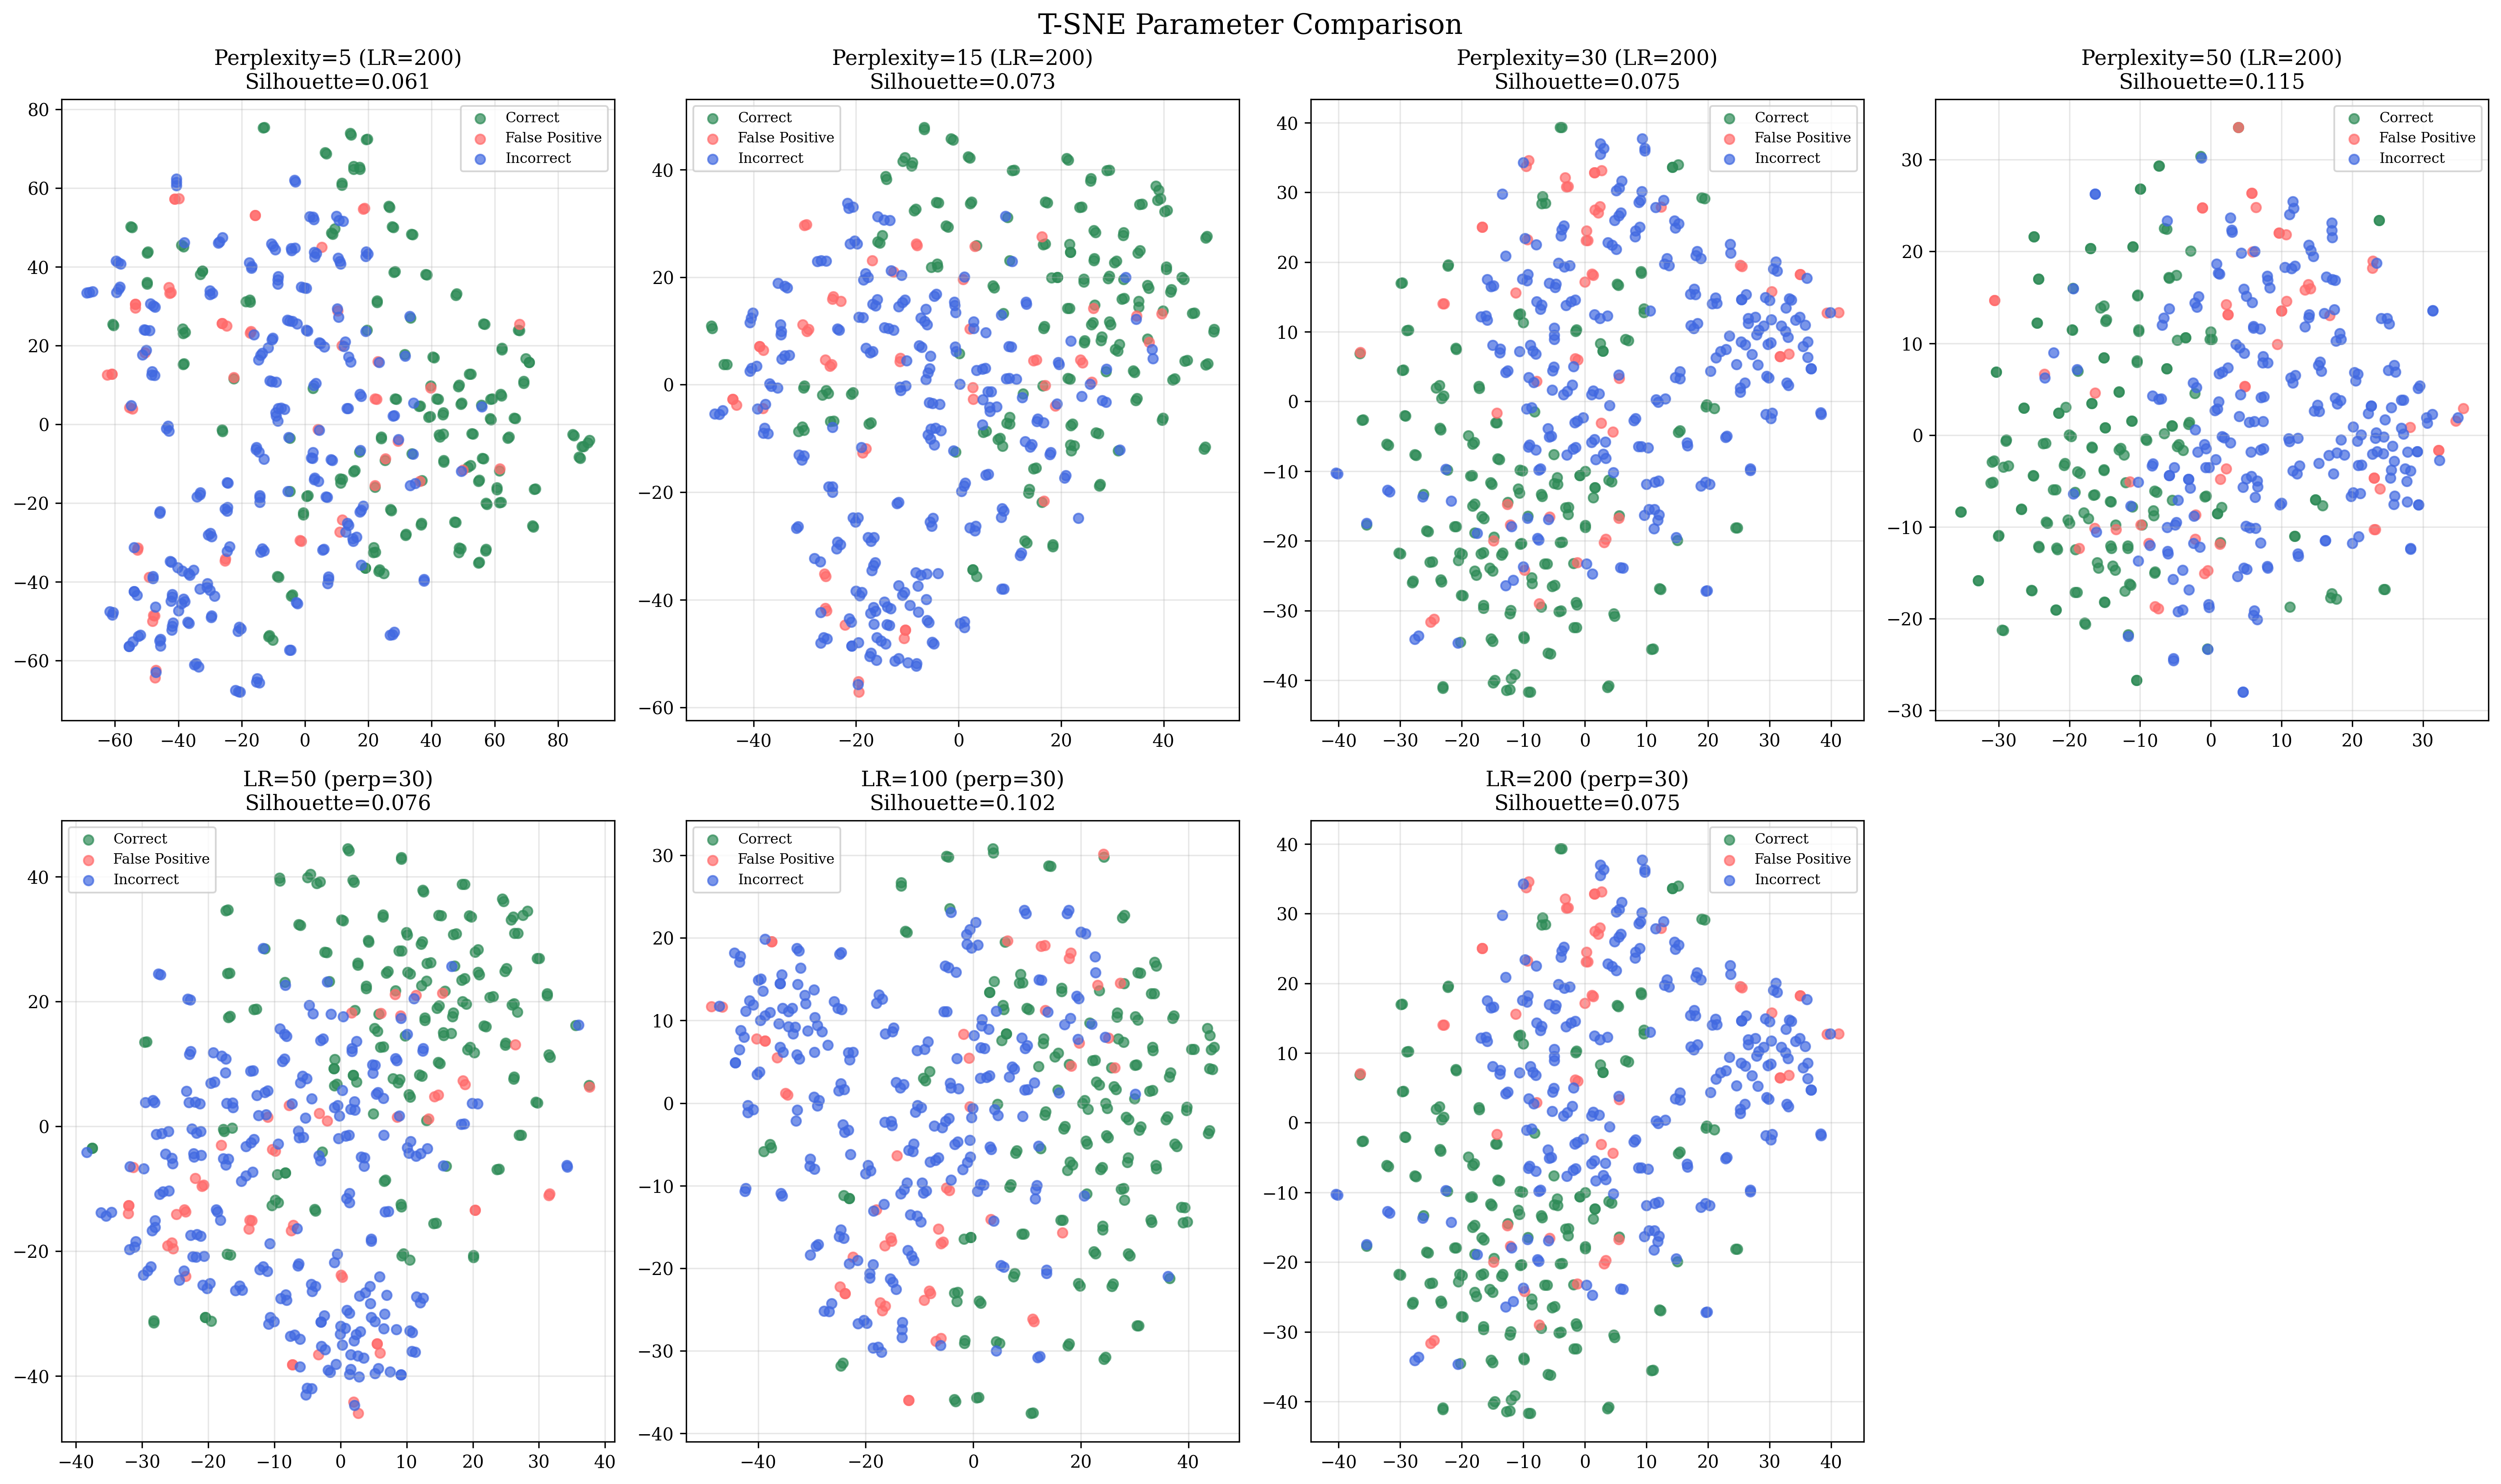 T-SNE Parameter Comparison
Perplexity=5 (LR=200)
Silhouette=0.061
Correct
False Positive
Incorrect
80
60
40
20
0
−20
−40
−60
−60 −40 −20 0 20 40 60 80
Perplexity=15 (LR=200)
Silhouette=0.073
Correct
False Positive
Incorrect
40
20
0
−20
−40
−60
−40 −20 0 20 40
Perplexity=30 (LR=200)
Silhouette=0.075
Correct
False Positive
Incorrect
40
30
20
10
0
−10
−20
−30
−40
−40 −30 −20 −10 0 10 20 30 40
Perplexity=50 (LR=200)
Silhouette=0.115
Correct
False Positive
Incorrect
30
20
10
0
−10
−20
−30
−30 −20 −10 0 10 20 30
LR=50 (perp=30)
Silhouette=0.076
Correct
False Positive
Incorrect
40
20
0
−20
−40
−40 −30 −20 −10 0 10 20 30 40
LR=100 (perp=30)
Silhouette=0.102
Correct
False Positive
Incorrect
30
20
10
0
−10
−20
−30
−40
−40 −20 0 20 40
LR=200 (perp=30)
Silhouette=0.075
Correct
False Positive
Incorrect
40
30
20
10
0
−10
−20
−30
−40
−40 −30 −20 −10 0 10 20 30 40